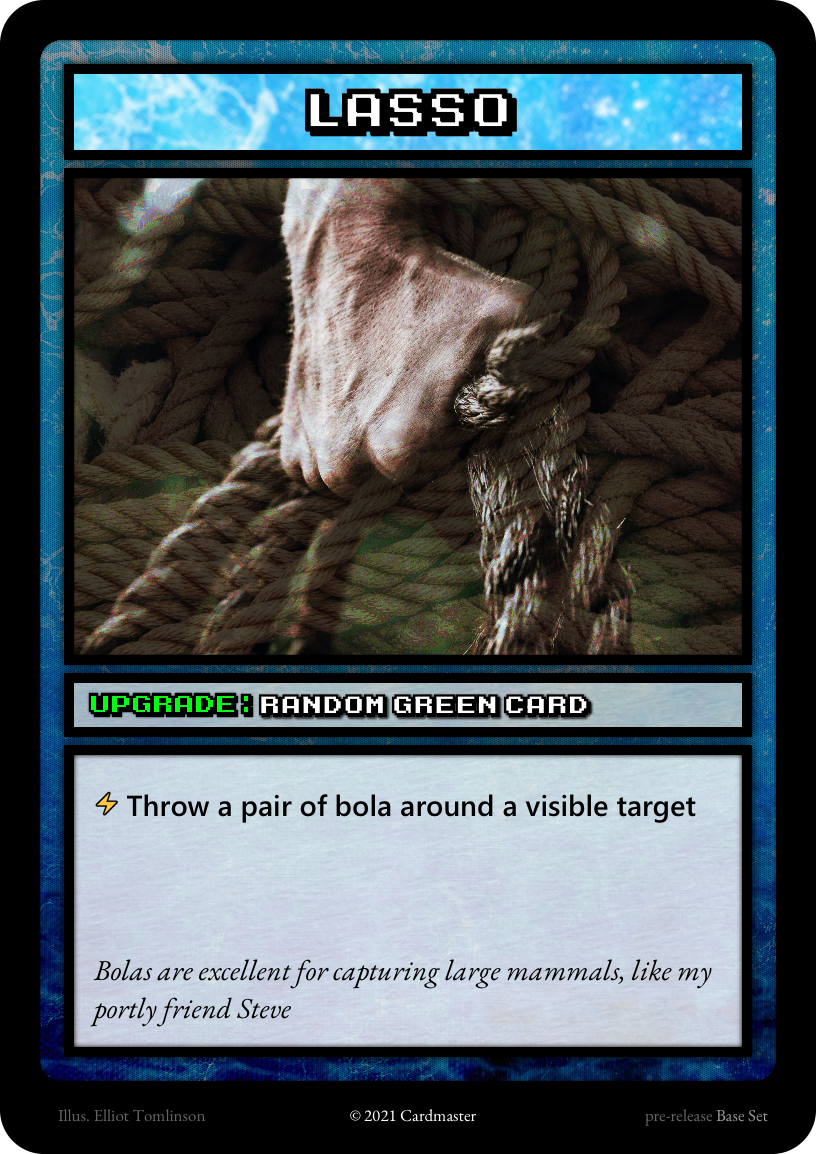 LASSO
UPGRADE: RANDOM GREEN CARD
⚡ Throw a pair of bola around a visible target
Bolas are excellent for capturing large mammals, like my
portly friend Steve
Illus. Elliot Tomlinson © 2021 Cardmaster pre-release Base Set